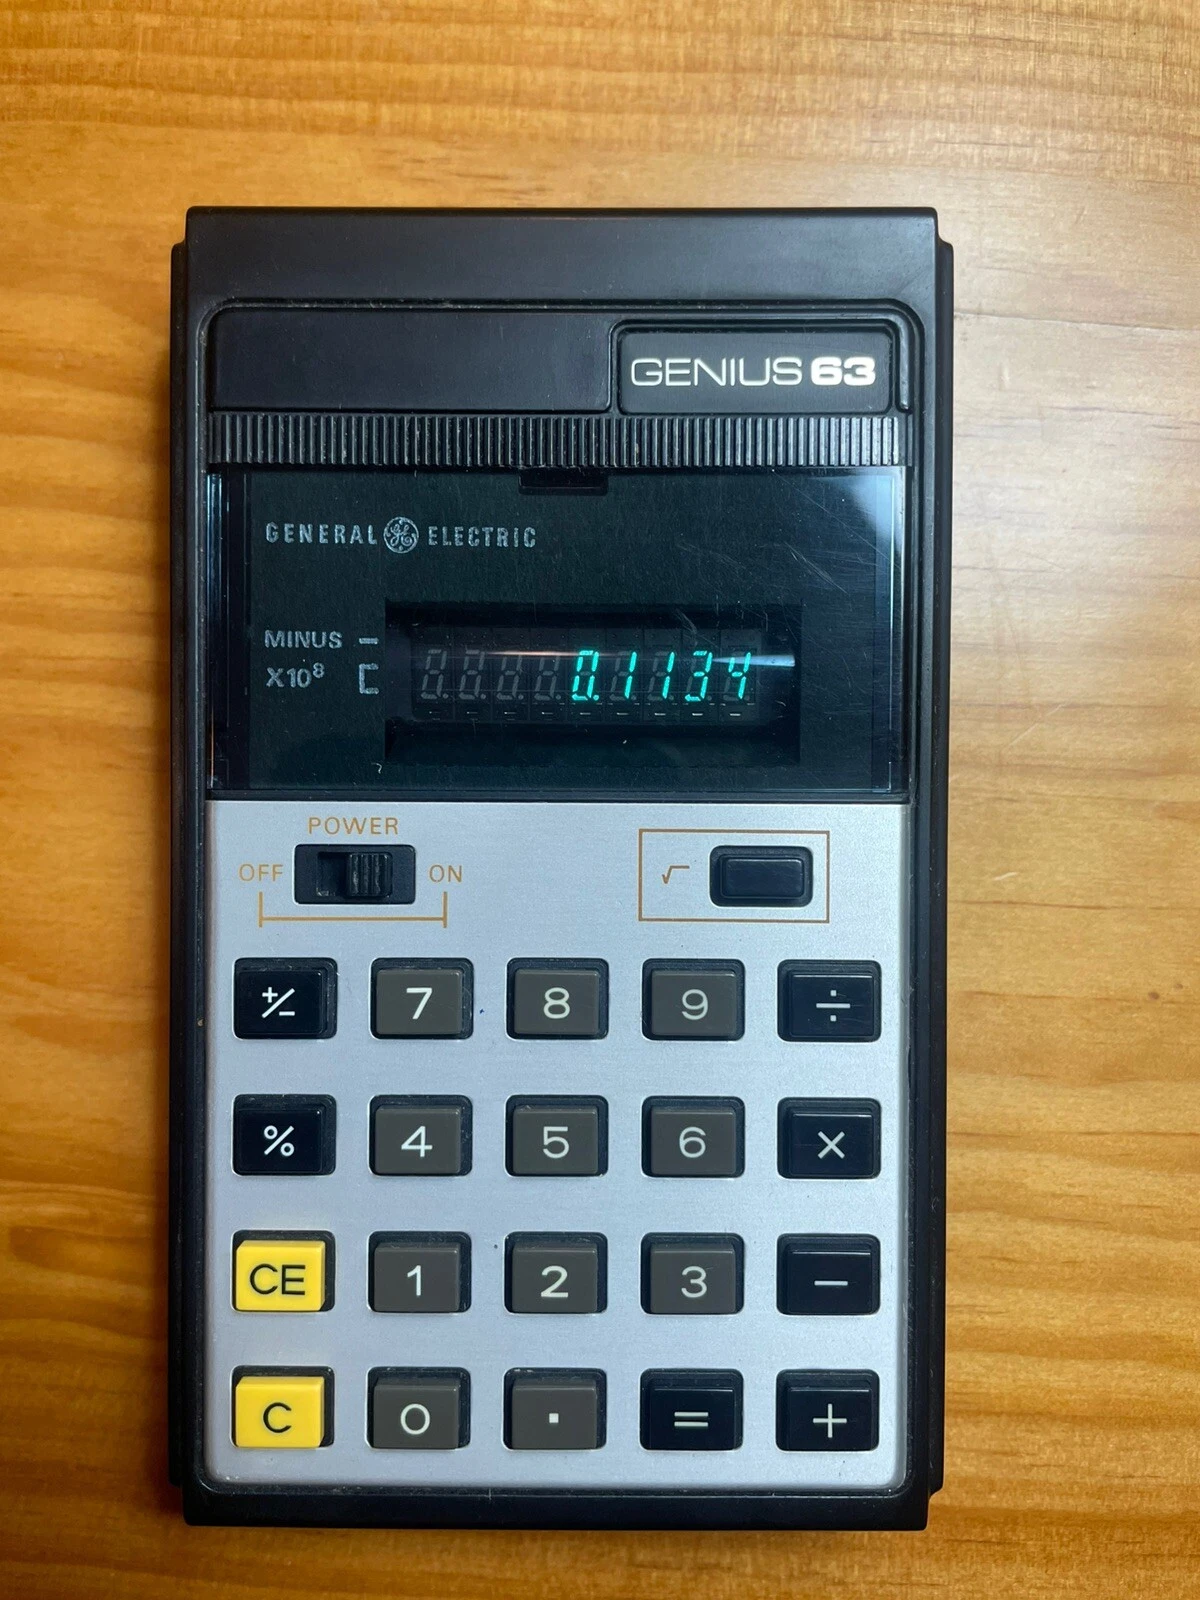 GENIUS 63
GENERAL ELECTRIC
MINUS –
X10⁸ [
0.1134
POWER
OFF ON
√
+/− 7 8 9 ÷
% 4 5 6 ×
CE 1 2 3 −
C 0 . = +